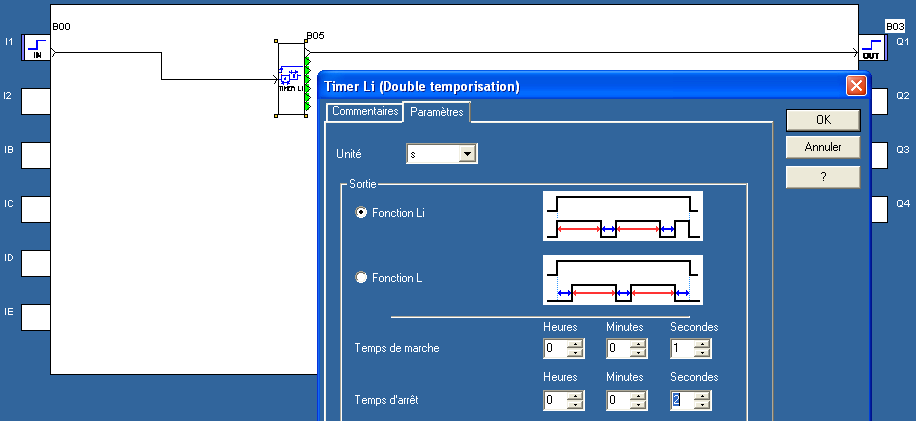 B00
B03
I1
IN
B05
OUT
Q1
TIMER LI
Timer Li (Double temporisation)
I2
Q2
Commentaires
Paramètres
OK
IB
Unité
s
Annuler
Q3
?
Sortie
IC
Fonction Li
Q4
ID
Fonction L
IE
Heures
Minutes
Secondes
Temps de marche
0
0
1
Heures
Minutes
Secondes
Temps d'arrêt
0
0
2